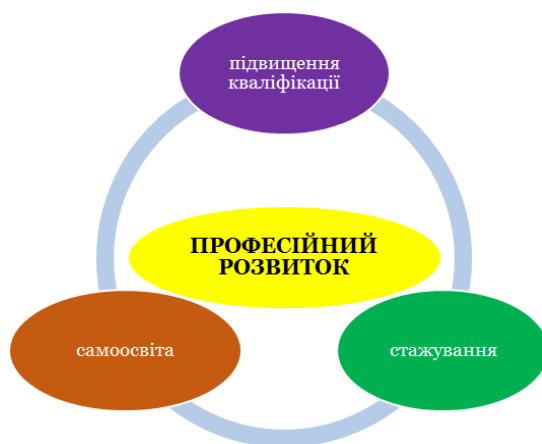 підвищення
кваліфікації
ПРОФЕСІЙНИЙ
РОЗВИТОК
самоосвіта
стажування